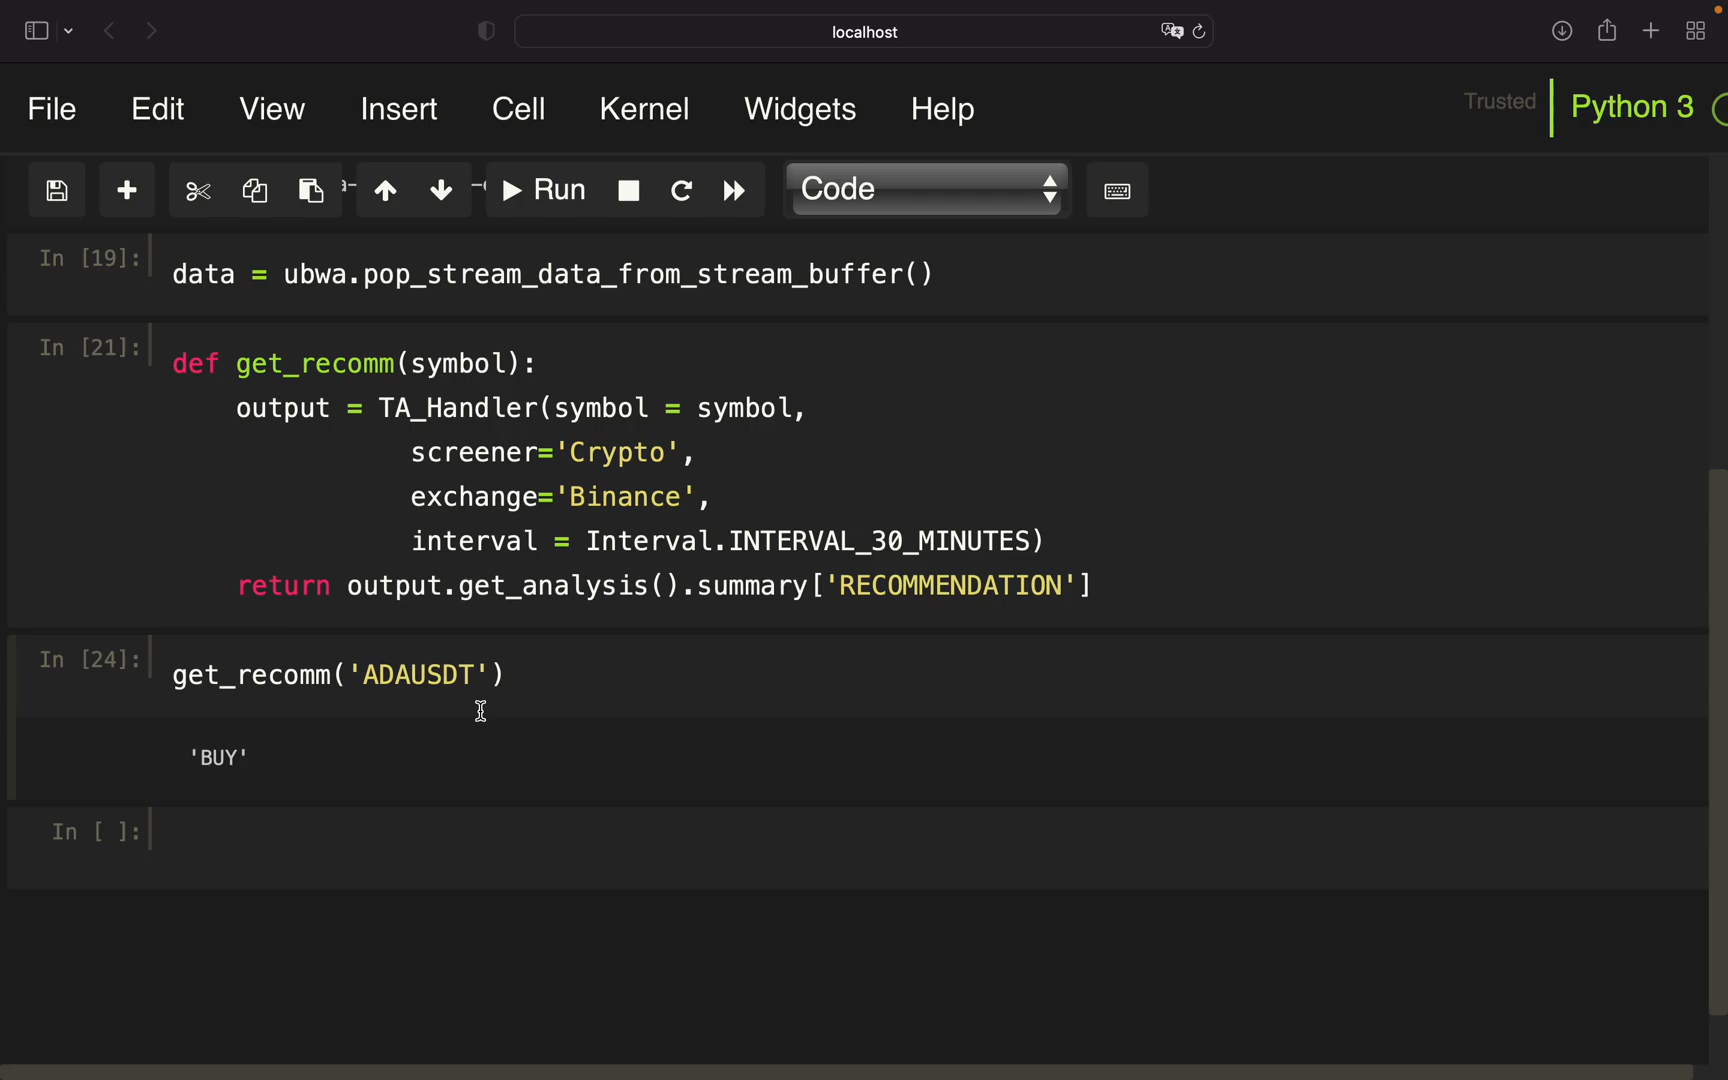 localhost
File Edit View Insert Cell Kernel Widgets Help
Trusted
Python 3
Run
Code
In [19]:
data = ubwa.pop_stream_data_from_stream_buffer()
In [21]:
def get_recomm(symbol):
    output = TA_Handler(symbol = symbol,
               screener='Crypto',
               exchange='Binance',
               interval = Interval.INTERVAL_30_MINUTES)
    return output.get_analysis().summary['RECOMMENDATION']
In [24]:
get_recomm('ADAUSDT')
'BUY'
In [ ]: